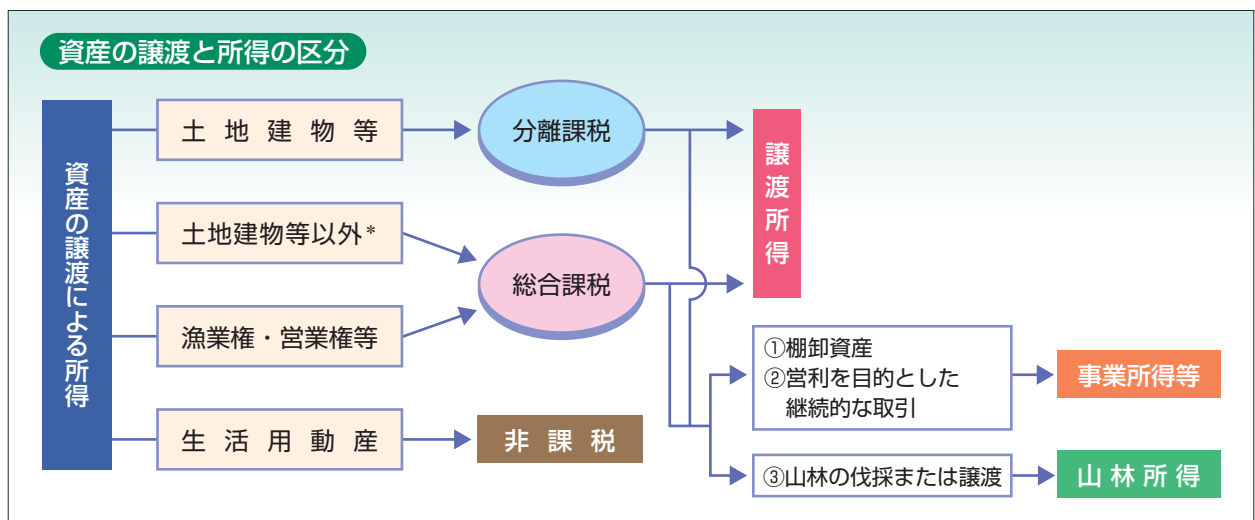 資産の譲渡と所得の区分
資産の譲渡による所得
土地建物等
分離課税
譲渡所得
土地建物等以外*
総合課税
漁業権・営業権等
①棚卸資産
②営利を目的とした
継続的な取引
事業所得等
生活用動産
非課税
③山林の伐採または譲渡
山林所得